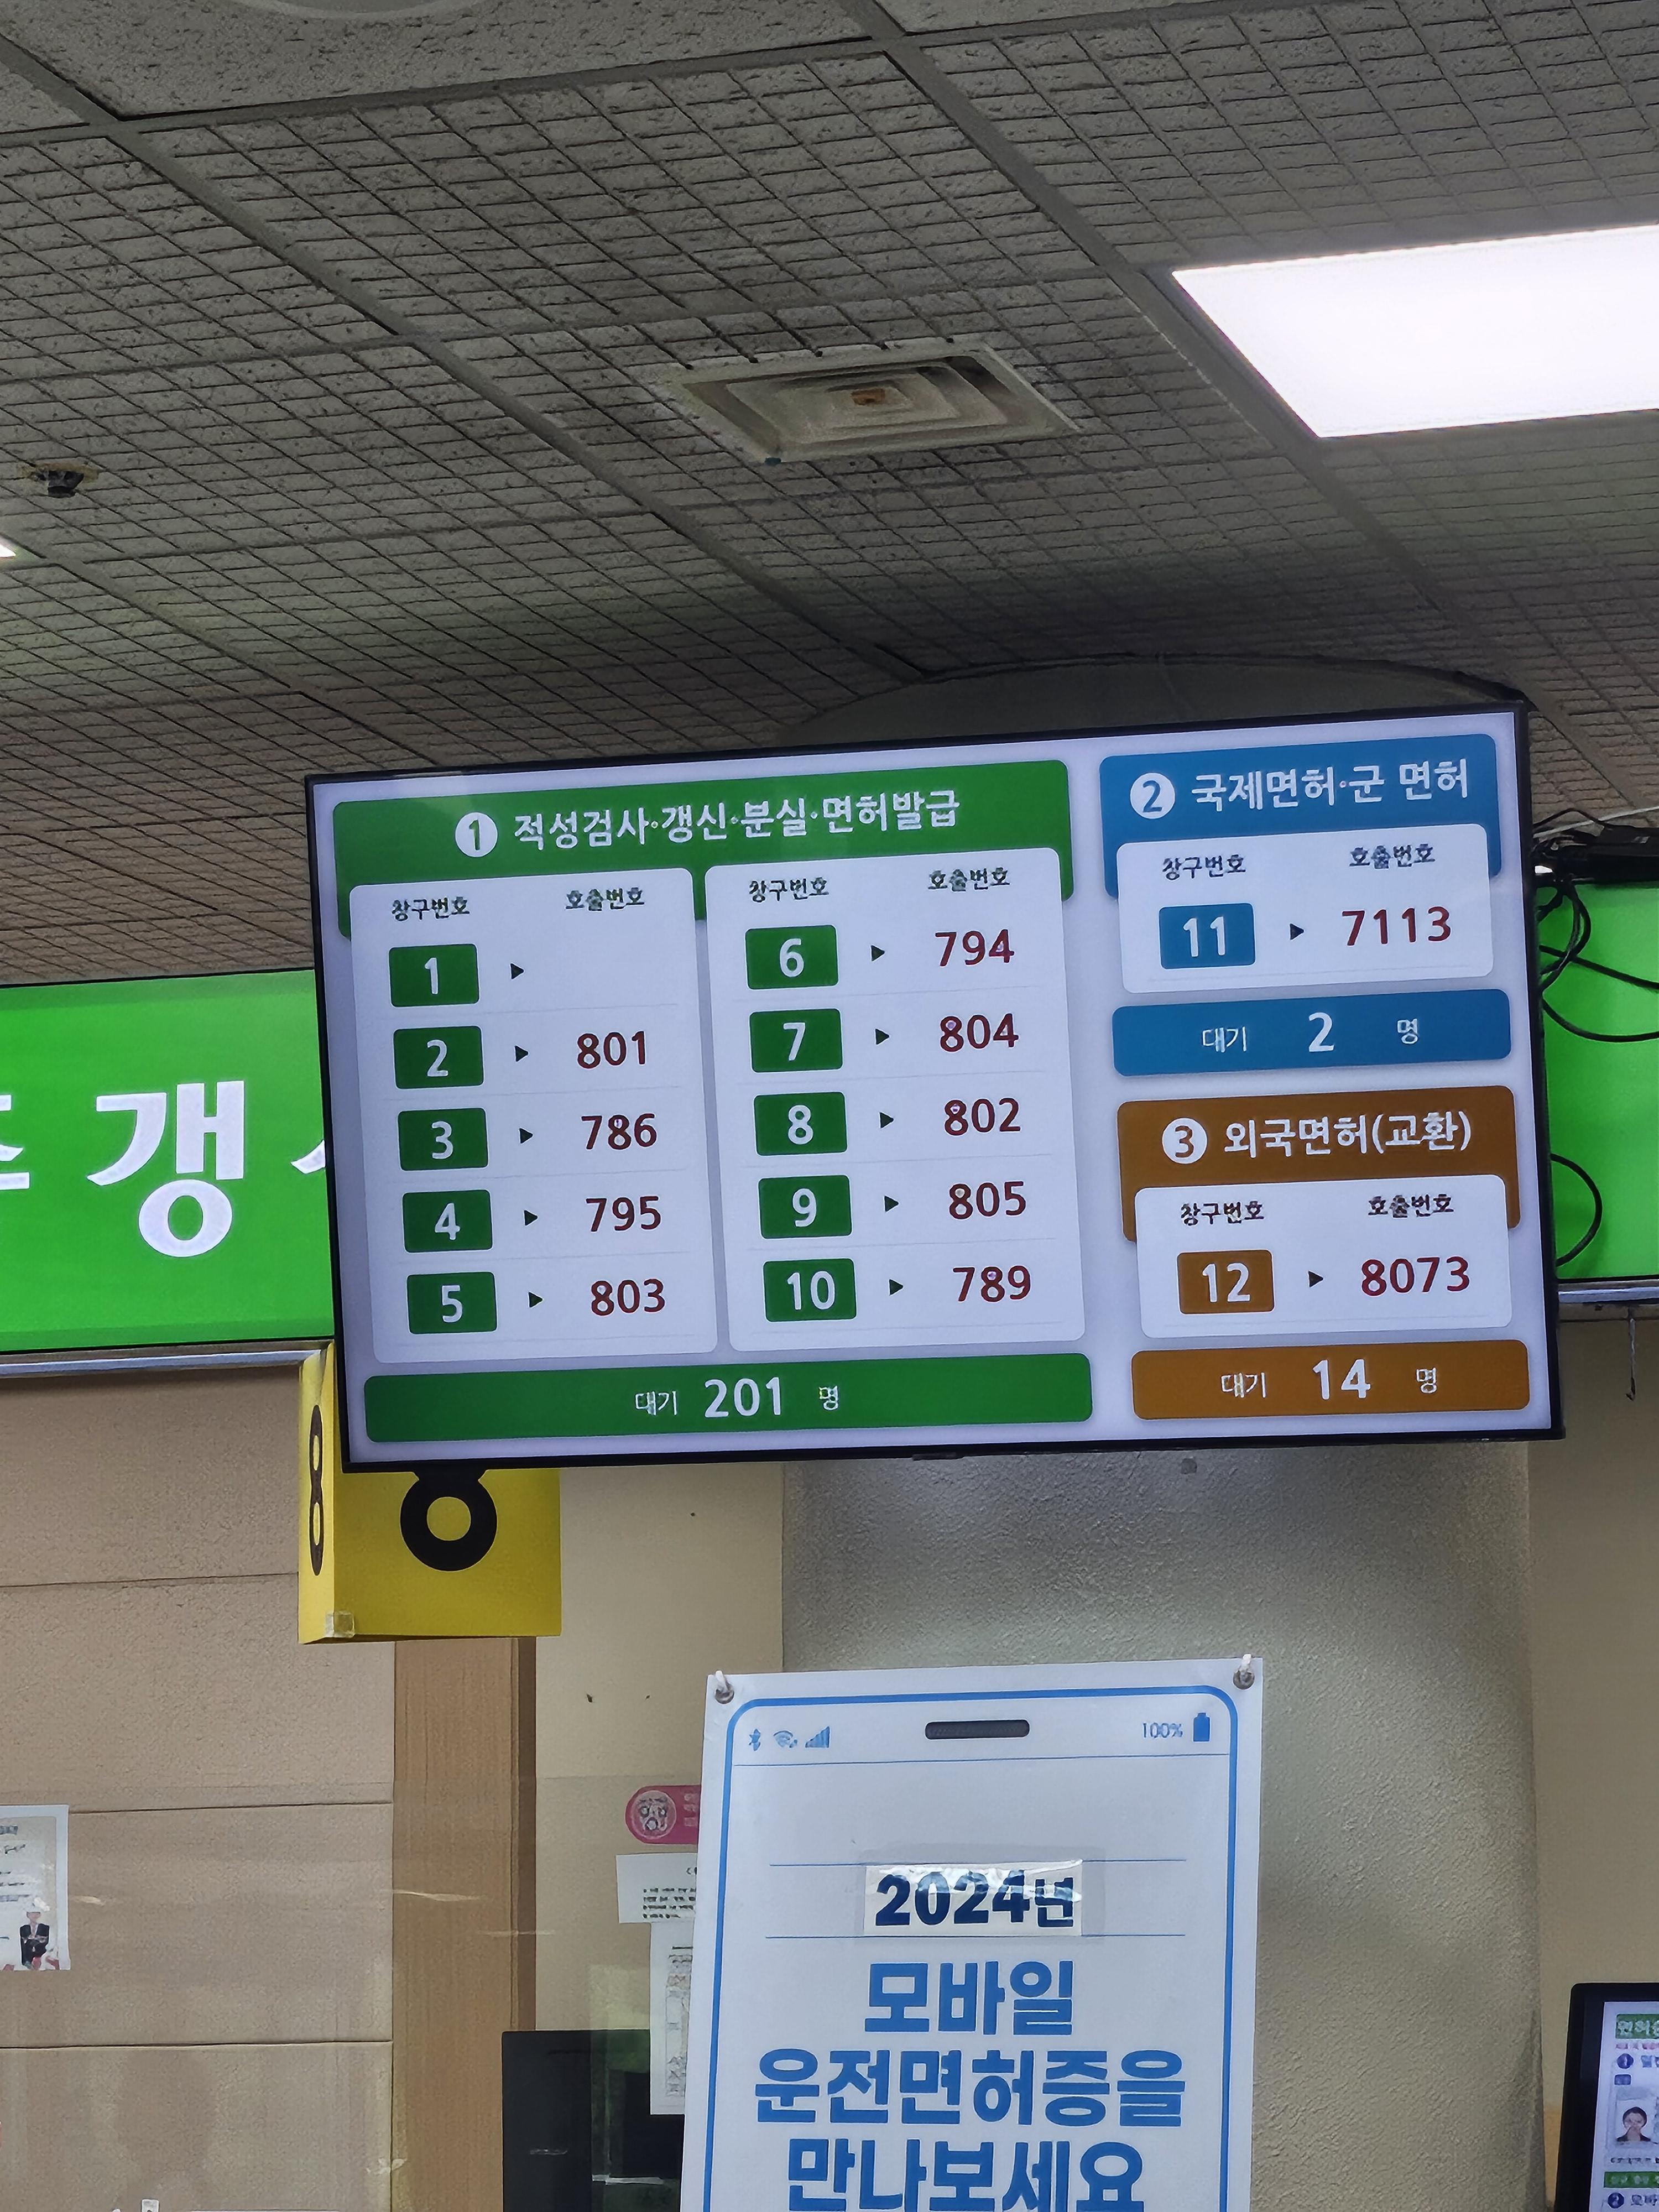 갱
1 적성검사·갱신·분실·면허발급
창구번호 호출번호
1 ▶
2 ▶ 801
3 ▶ 786
4 ▶ 795
5 ▶ 803
창구번호 호출번호
6 ▶ 794
7 ▶ 804
8 ▶ 802
9 ▶ 805
10 ▶ 789
대기 201 명
2 국제면허·군 면허
창구번호 호출번호
11 ▶ 7113
대기 2 명
3 외국면허(교환)
창구번호 호출번호
12 ▶ 8073
대기 14 명
8
8
100%
2024년
모바일
운전면허증을
만나보세요